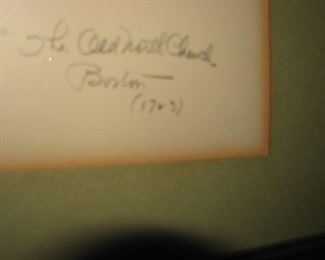 The Old North Church
Boston
(1723)